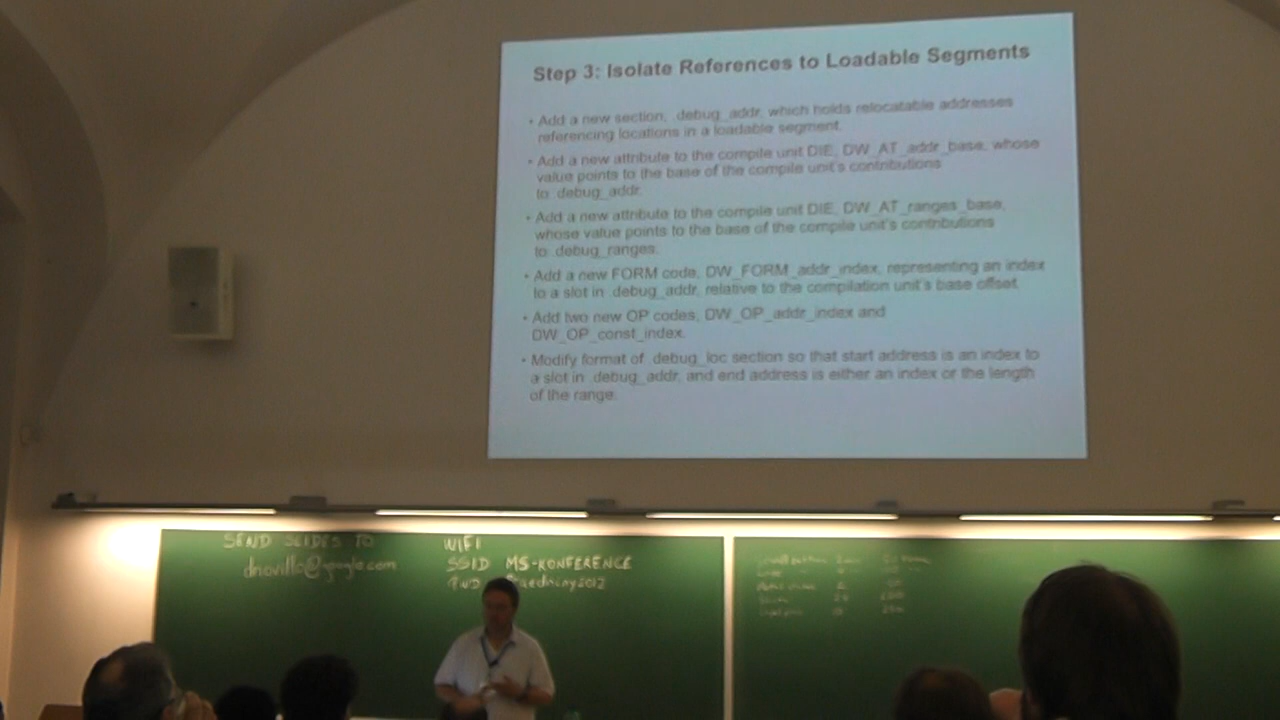 Step 3: Isolate References to Loadable Segments
• Add a new section, .debug_addr, which holds relocatable addresses
referencing locations in a loadable segment.
• Add a new attribute to the compile unit DIE, DW_AT_addr_base, whose
value points to the base of the compile unit's contributions
to .debug_addr.
• Add a new attribute to the compile unit DIE, DW_AT_ranges_base,
whose value points to the base of the compile unit's contributions
to .debug_ranges.
• Add a new FORM code, DW_FORM_addr_index, representing an index
to a slot in .debug_addr, relative to the compilation unit's base offset.
• Add two new OP codes, DW_OP_addr_index and
DW_OP_const_index.
• Modify format of .debug_loc section so that start address is an index to
a slot in .debug_addr, and end address is either an index or the length
of the range.
SEND SLIDES TO
dnovillo@google.com
WIFI
SSID MS-KONFERENCE
PWD